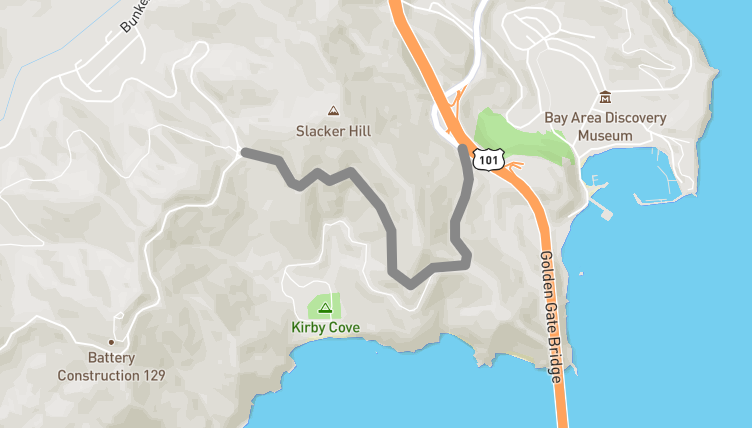 Bunke
Slacker Hill
Bay Area Discovery
Museum
101
Golden Gate Bridge
Kirby Cove
Battery
Construction 129